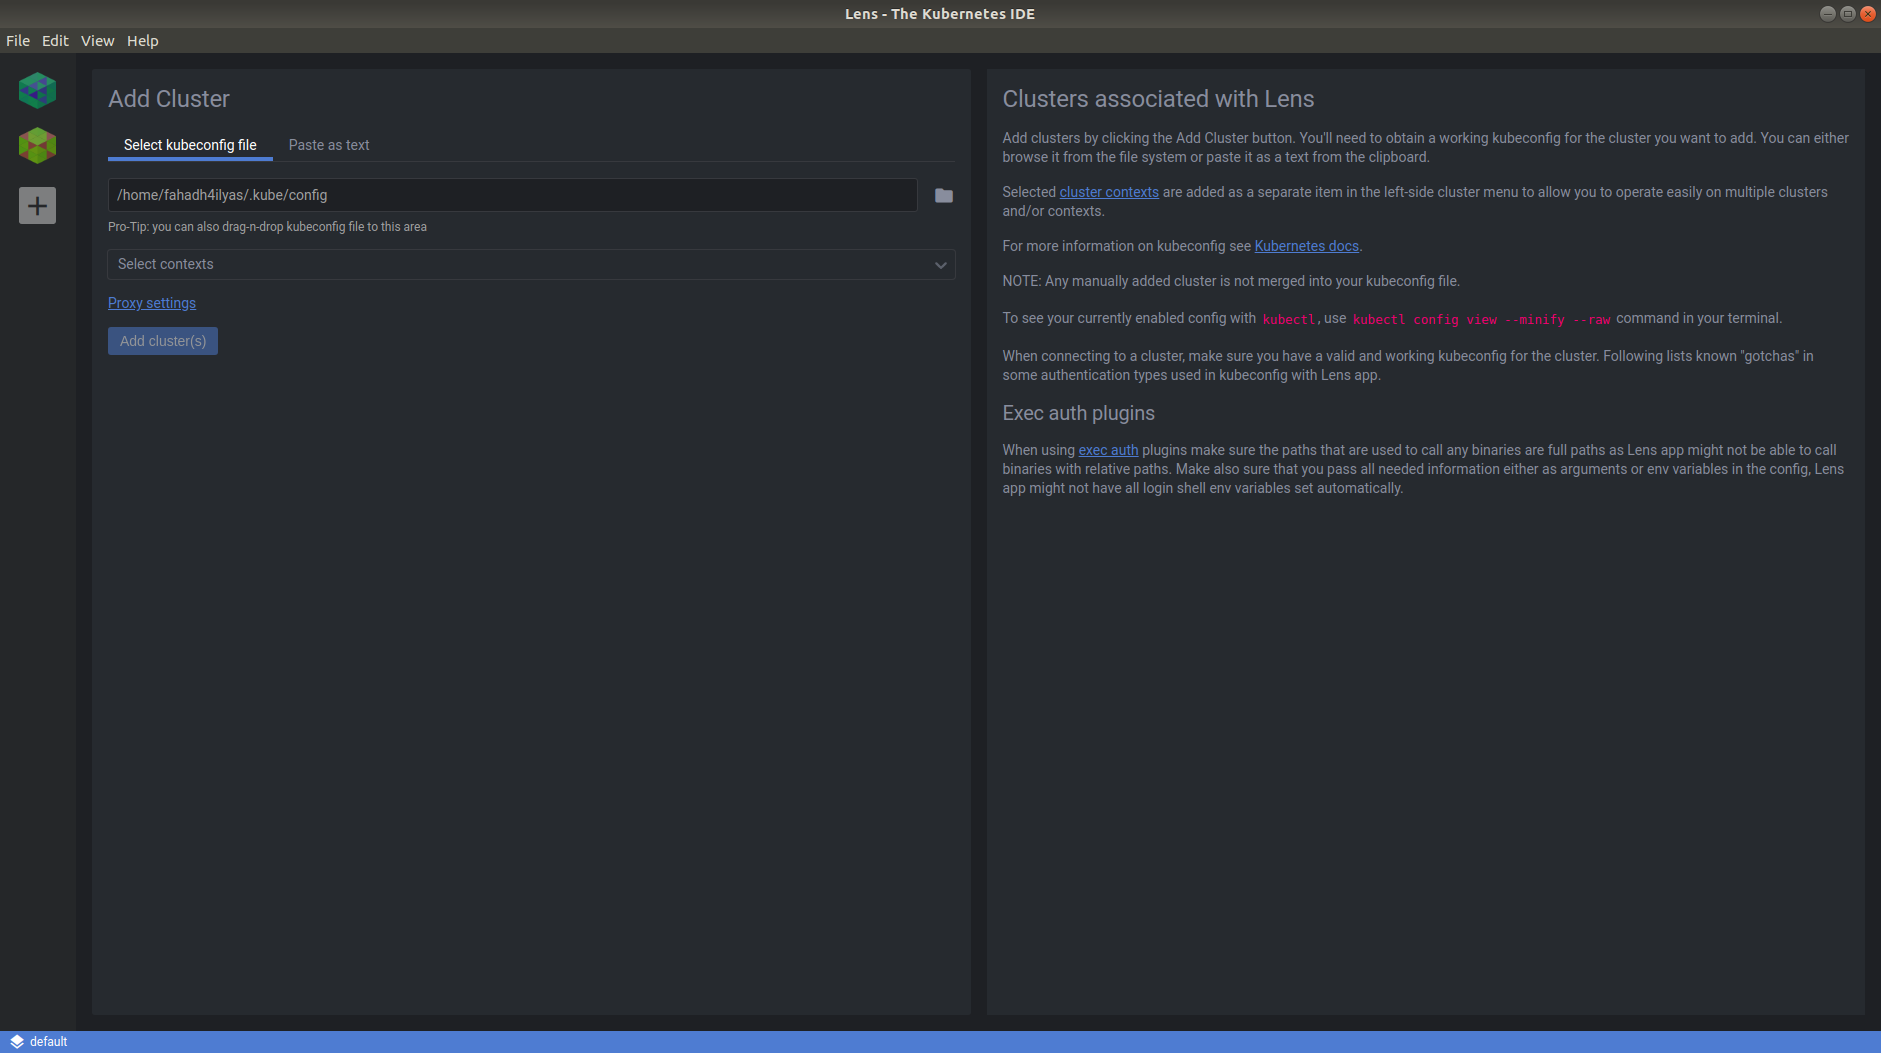 Lens - The Kubernetes IDE
File Edit View Help
Add Cluster
Select kubeconfig file Paste as text
/home/fahadh4ilyas/.kube/config
Pro-Tip: you can also drag-n-drop kubeconfig file to this area
Select contexts
Proxy settings
Add cluster(s)
Clusters associated with Lens
Add clusters by clicking the Add Cluster button. You'll need to obtain a working kubeconfig for the cluster you want to add. You can either
browse it from the file system or paste it as a text from the clipboard.
Selected cluster contexts are added as a separate item in the left-side cluster menu to allow you to operate easily on multiple clusters
and/or contexts.
For more information on kubeconfig see Kubernetes docs.
NOTE: Any manually added cluster is not merged into your kubeconfig file.
To see your currently enabled config with kubectl, use kubectl config view --minify --raw command in your terminal.
When connecting to a cluster, make sure you have a valid and working kubeconfig for the cluster. Following lists known "gotchas" in
some authentication types used in kubeconfig with Lens app.
Exec auth plugins
When using exec auth plugins make sure the paths that are used to call any binaries are full paths as Lens app might not be able to call
binaries with relative paths. Make also sure that you pass all needed information either as arguments or env variables in the config, Lens
app might not have all login shell env variables set automatically.
default